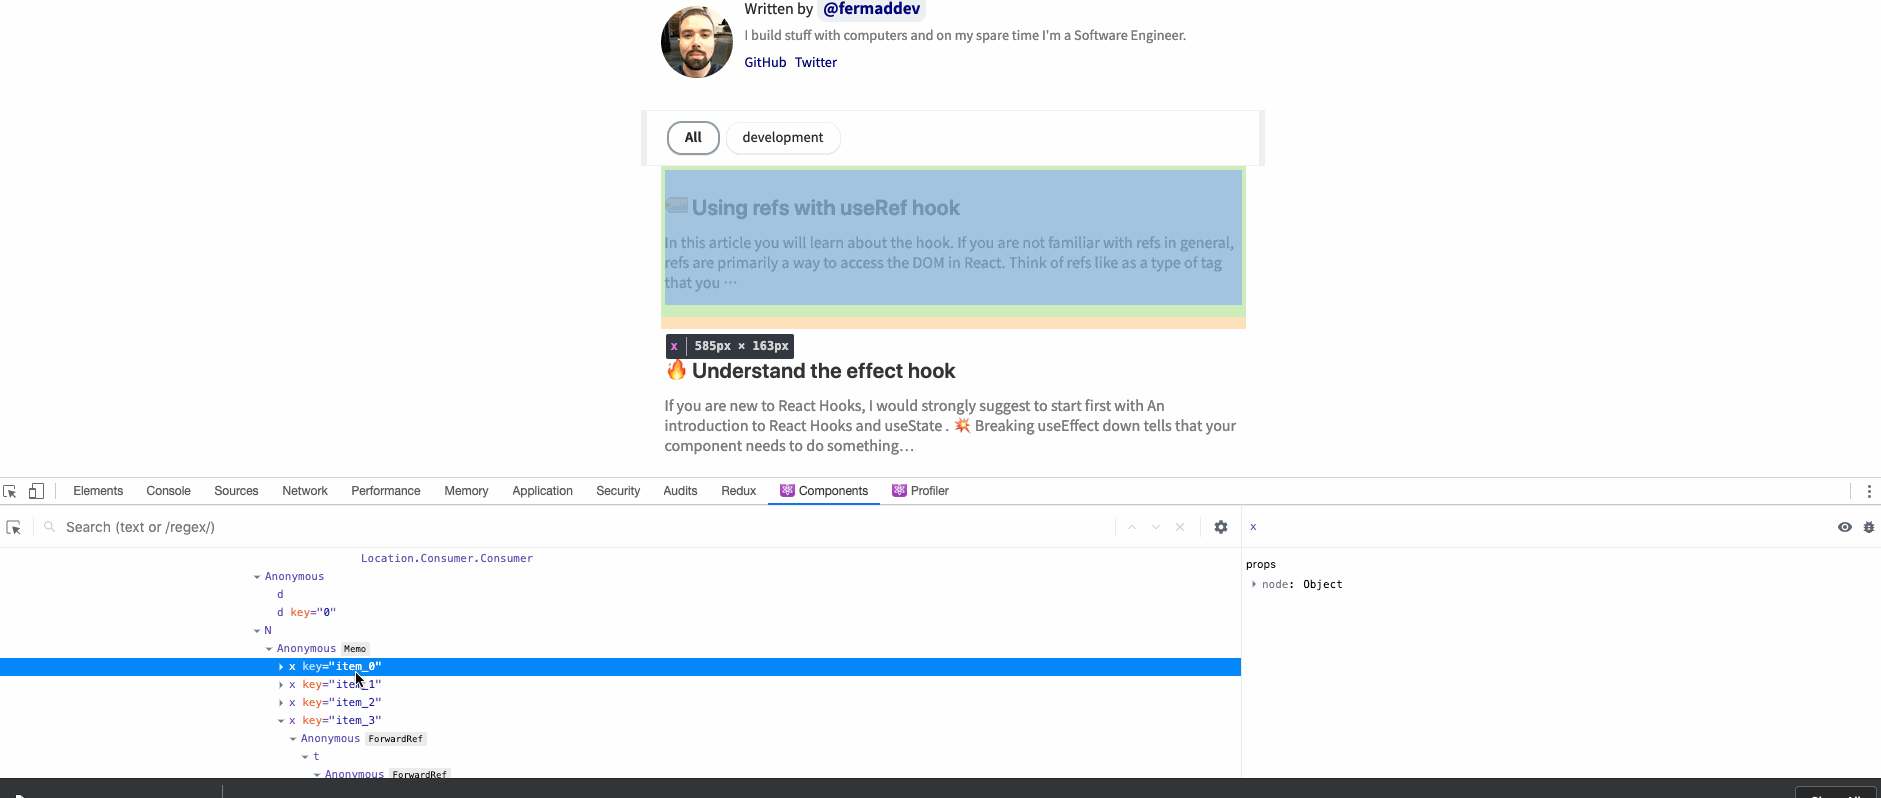 Written by @fermaddev
I build stuff with computers and on my spare time I'm a Software Engineer.
GitHub Twitter
All development
Using refs with useRef hook
In this article you will learn about the hook. If you are not familiar with refs in general,
refs are primarily a way to access the DOM in React. Think of refs like as a type of tag
that you ···
x 585px × 163px
🔥 Understand the effect hook
If you are new to React Hooks, I would strongly suggest to start first with An
introduction to React Hooks and useState . 💥 Breaking useEffect down tells that your
component needs to do something…
Elements Console Sources Network Performance Memory Application Security Audits Redux ⚛️ Components ⚛️ Profiler
Search (text or /regex/)
x
Location.Consumer.Consumer
Anonymous
d
d key="0"
N
Anonymous Memo
x key="item_0"
x key="item_1"
x key="item_2"
x key="item_3"
Anonymous ForwardRef
t
Anonymous ForwardRef
props
node: Object